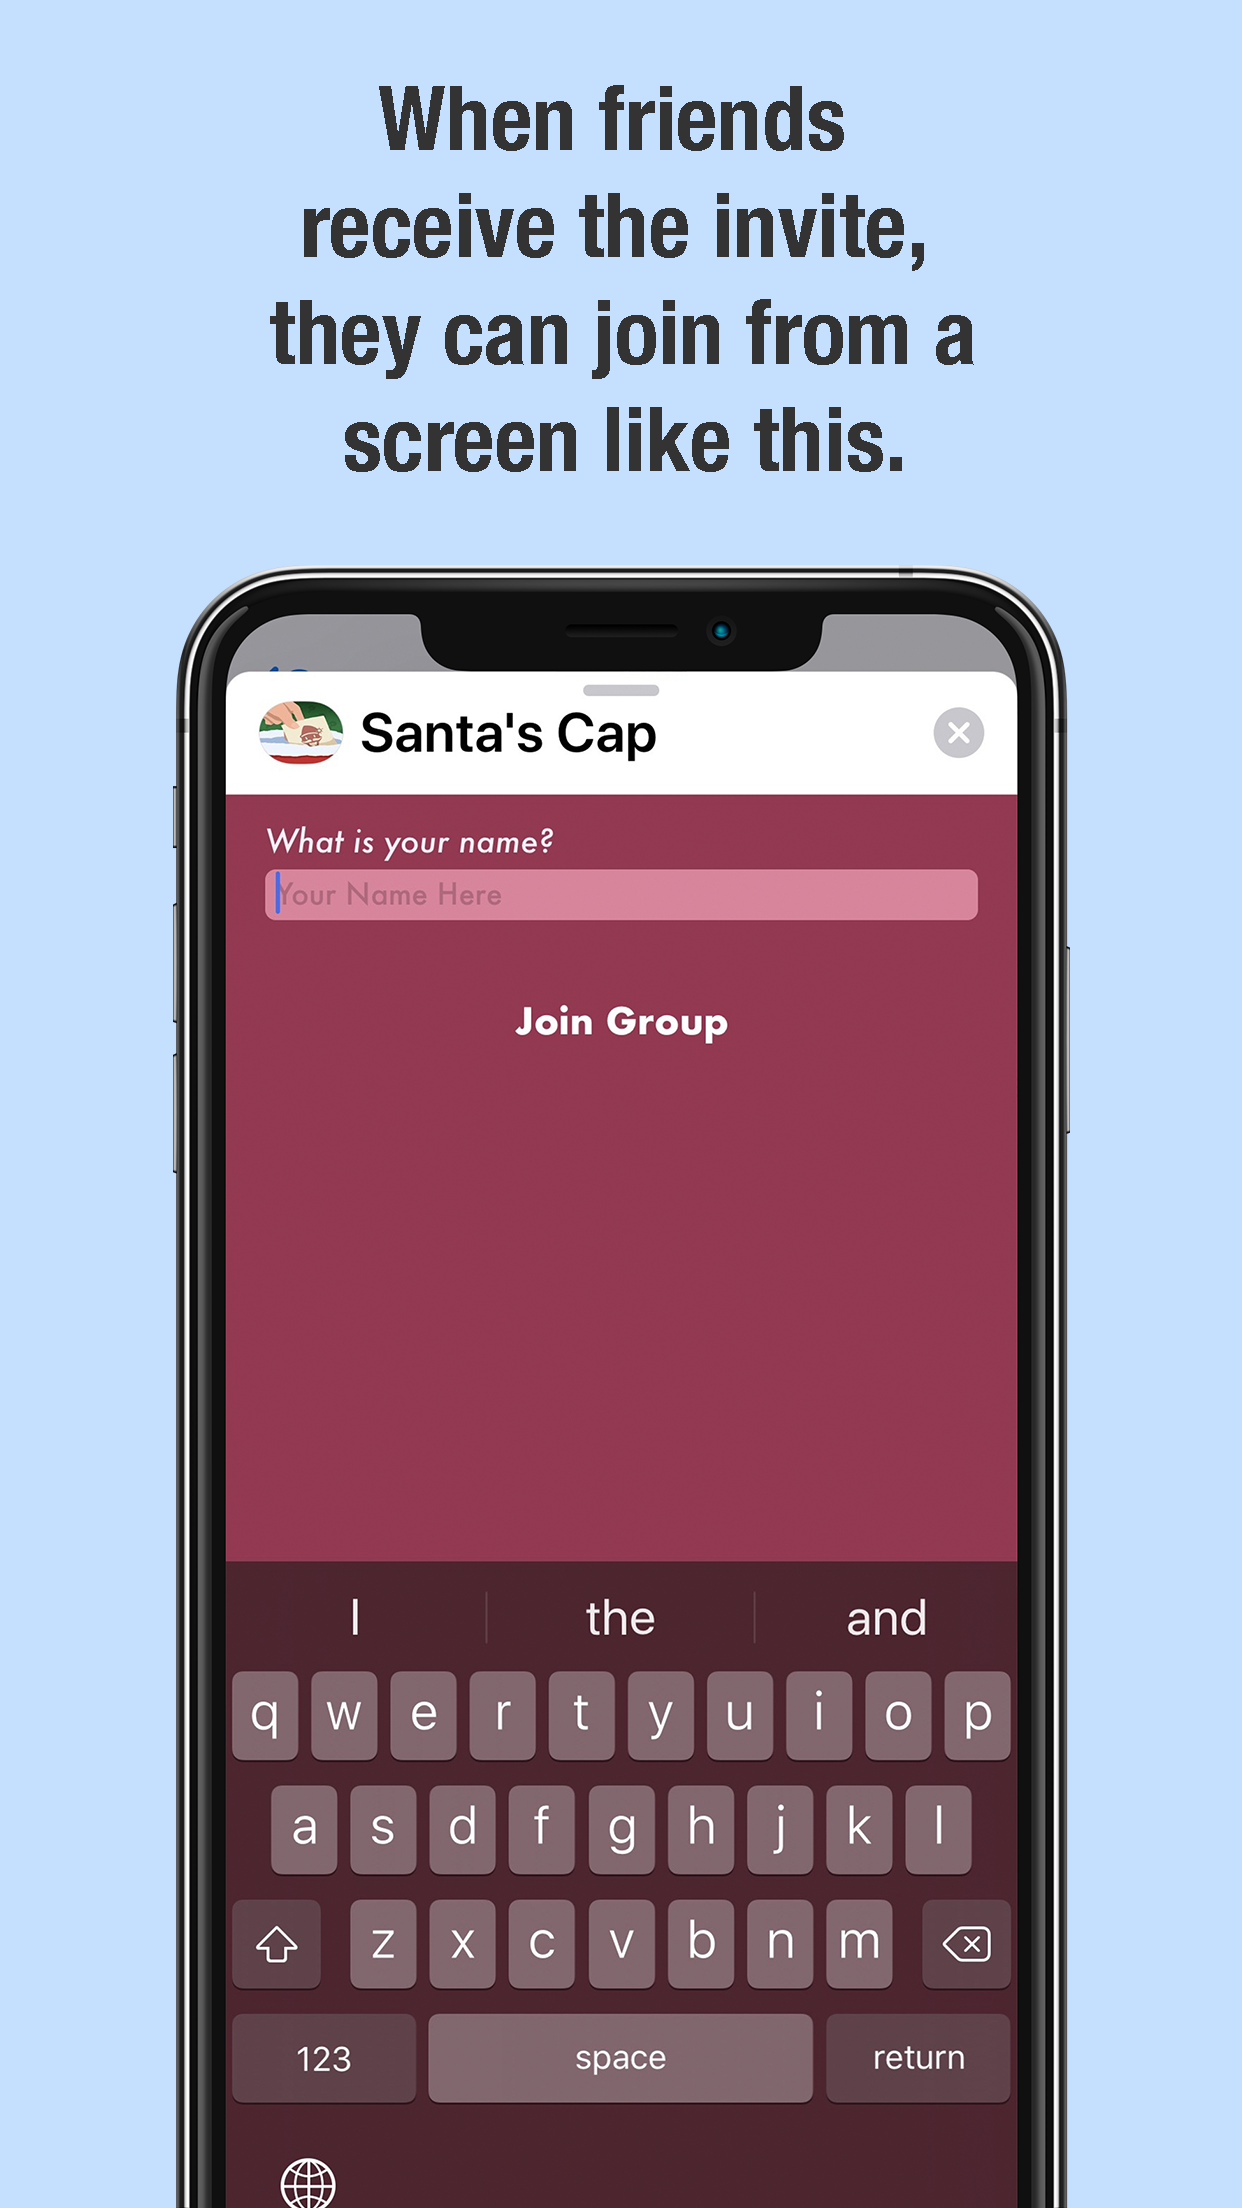 When friends
receive the invite,
they can join from a
screen like this.
Santa's Cap
What is your name?
Your Name Here
Join Group
I the and
q w e r t y u i o p
a s d f g h j k l
z x c v b n m
123 space return